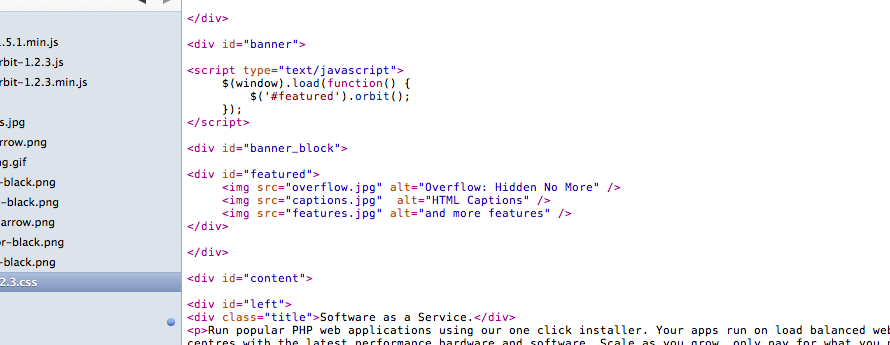 .5.1.min.js
rbit-1.2.3.js
rbit-1.2.3.min.js
s.jpg
rrow.png
ng.gif
-black.png
-black.png
arrow.png
or-black.png
-black.png
2.3.css
</div>
<div id="banner">
<script type="text/javascript">
$(window).load(function() {
$('#featured').orbit();
});
</script>
<div id="banner_block">
<div id="featured">
<img src="overflow.jpg" alt="Overflow: Hidden No More" />
<img src="captions.jpg"  alt="HTML Captions" />
<img src="features.jpg" alt="and more features" />
</div>
</div>
<div id="content">
<div id="left">
<div class="title">Software as a Service.</div>
<p>Run popular PHP web applications using our one click installer. Your apps run on load balanced web
centres with the latest performance hardware and software. Scale as you grow, only pay for what you